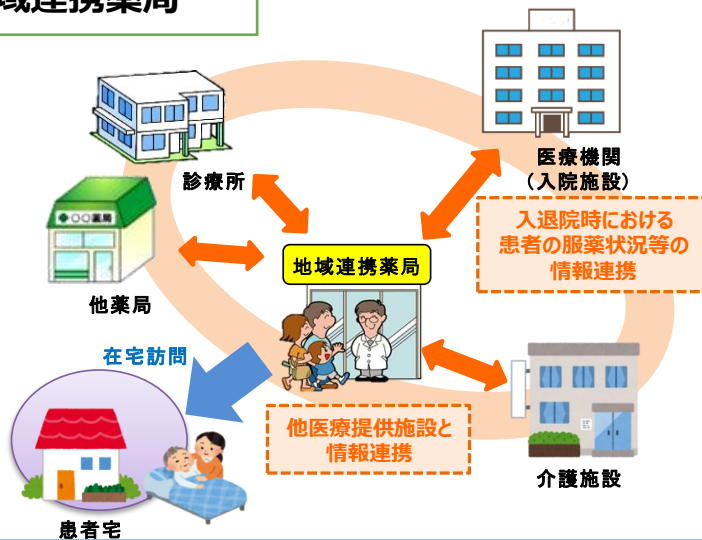 域連携薬局
診療所
医療機関
（入院施設）
入退院時における
患者の服薬状況等の
情報連携
○○薬局
地域連携薬局
他薬局
在宅訪問
他医療提供施設と
情報連携
介護施設
患者宅